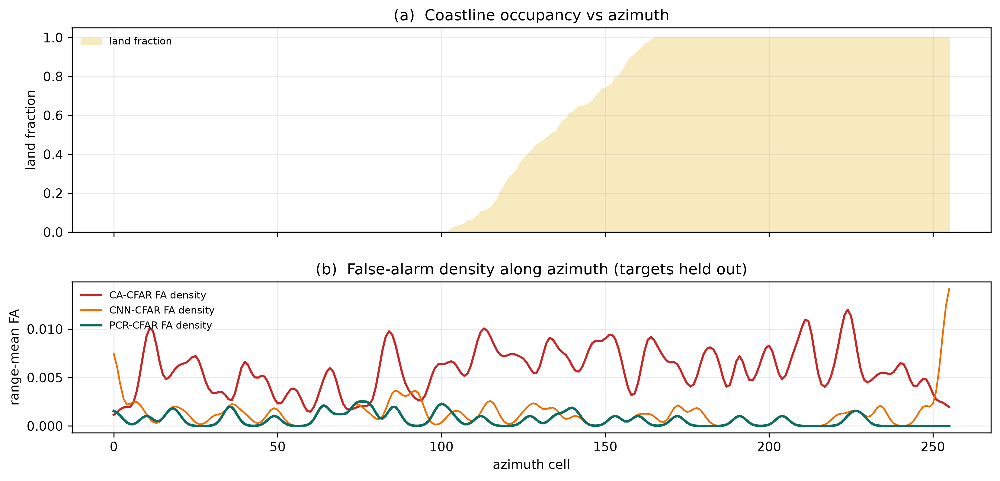 (a) Coastline occupancy vs azimuth
land fraction
1.0
0.8
0.6
0.4
0.2
0.0
land fraction
(b) False-alarm density along azimuth (targets held out)
CA-CFAR FA density
CNN-CFAR FA density
PCR-CFAR FA density
0.010
0.005
0.000
range-mean FA
0
50
100
150
200
250
azimuth cell